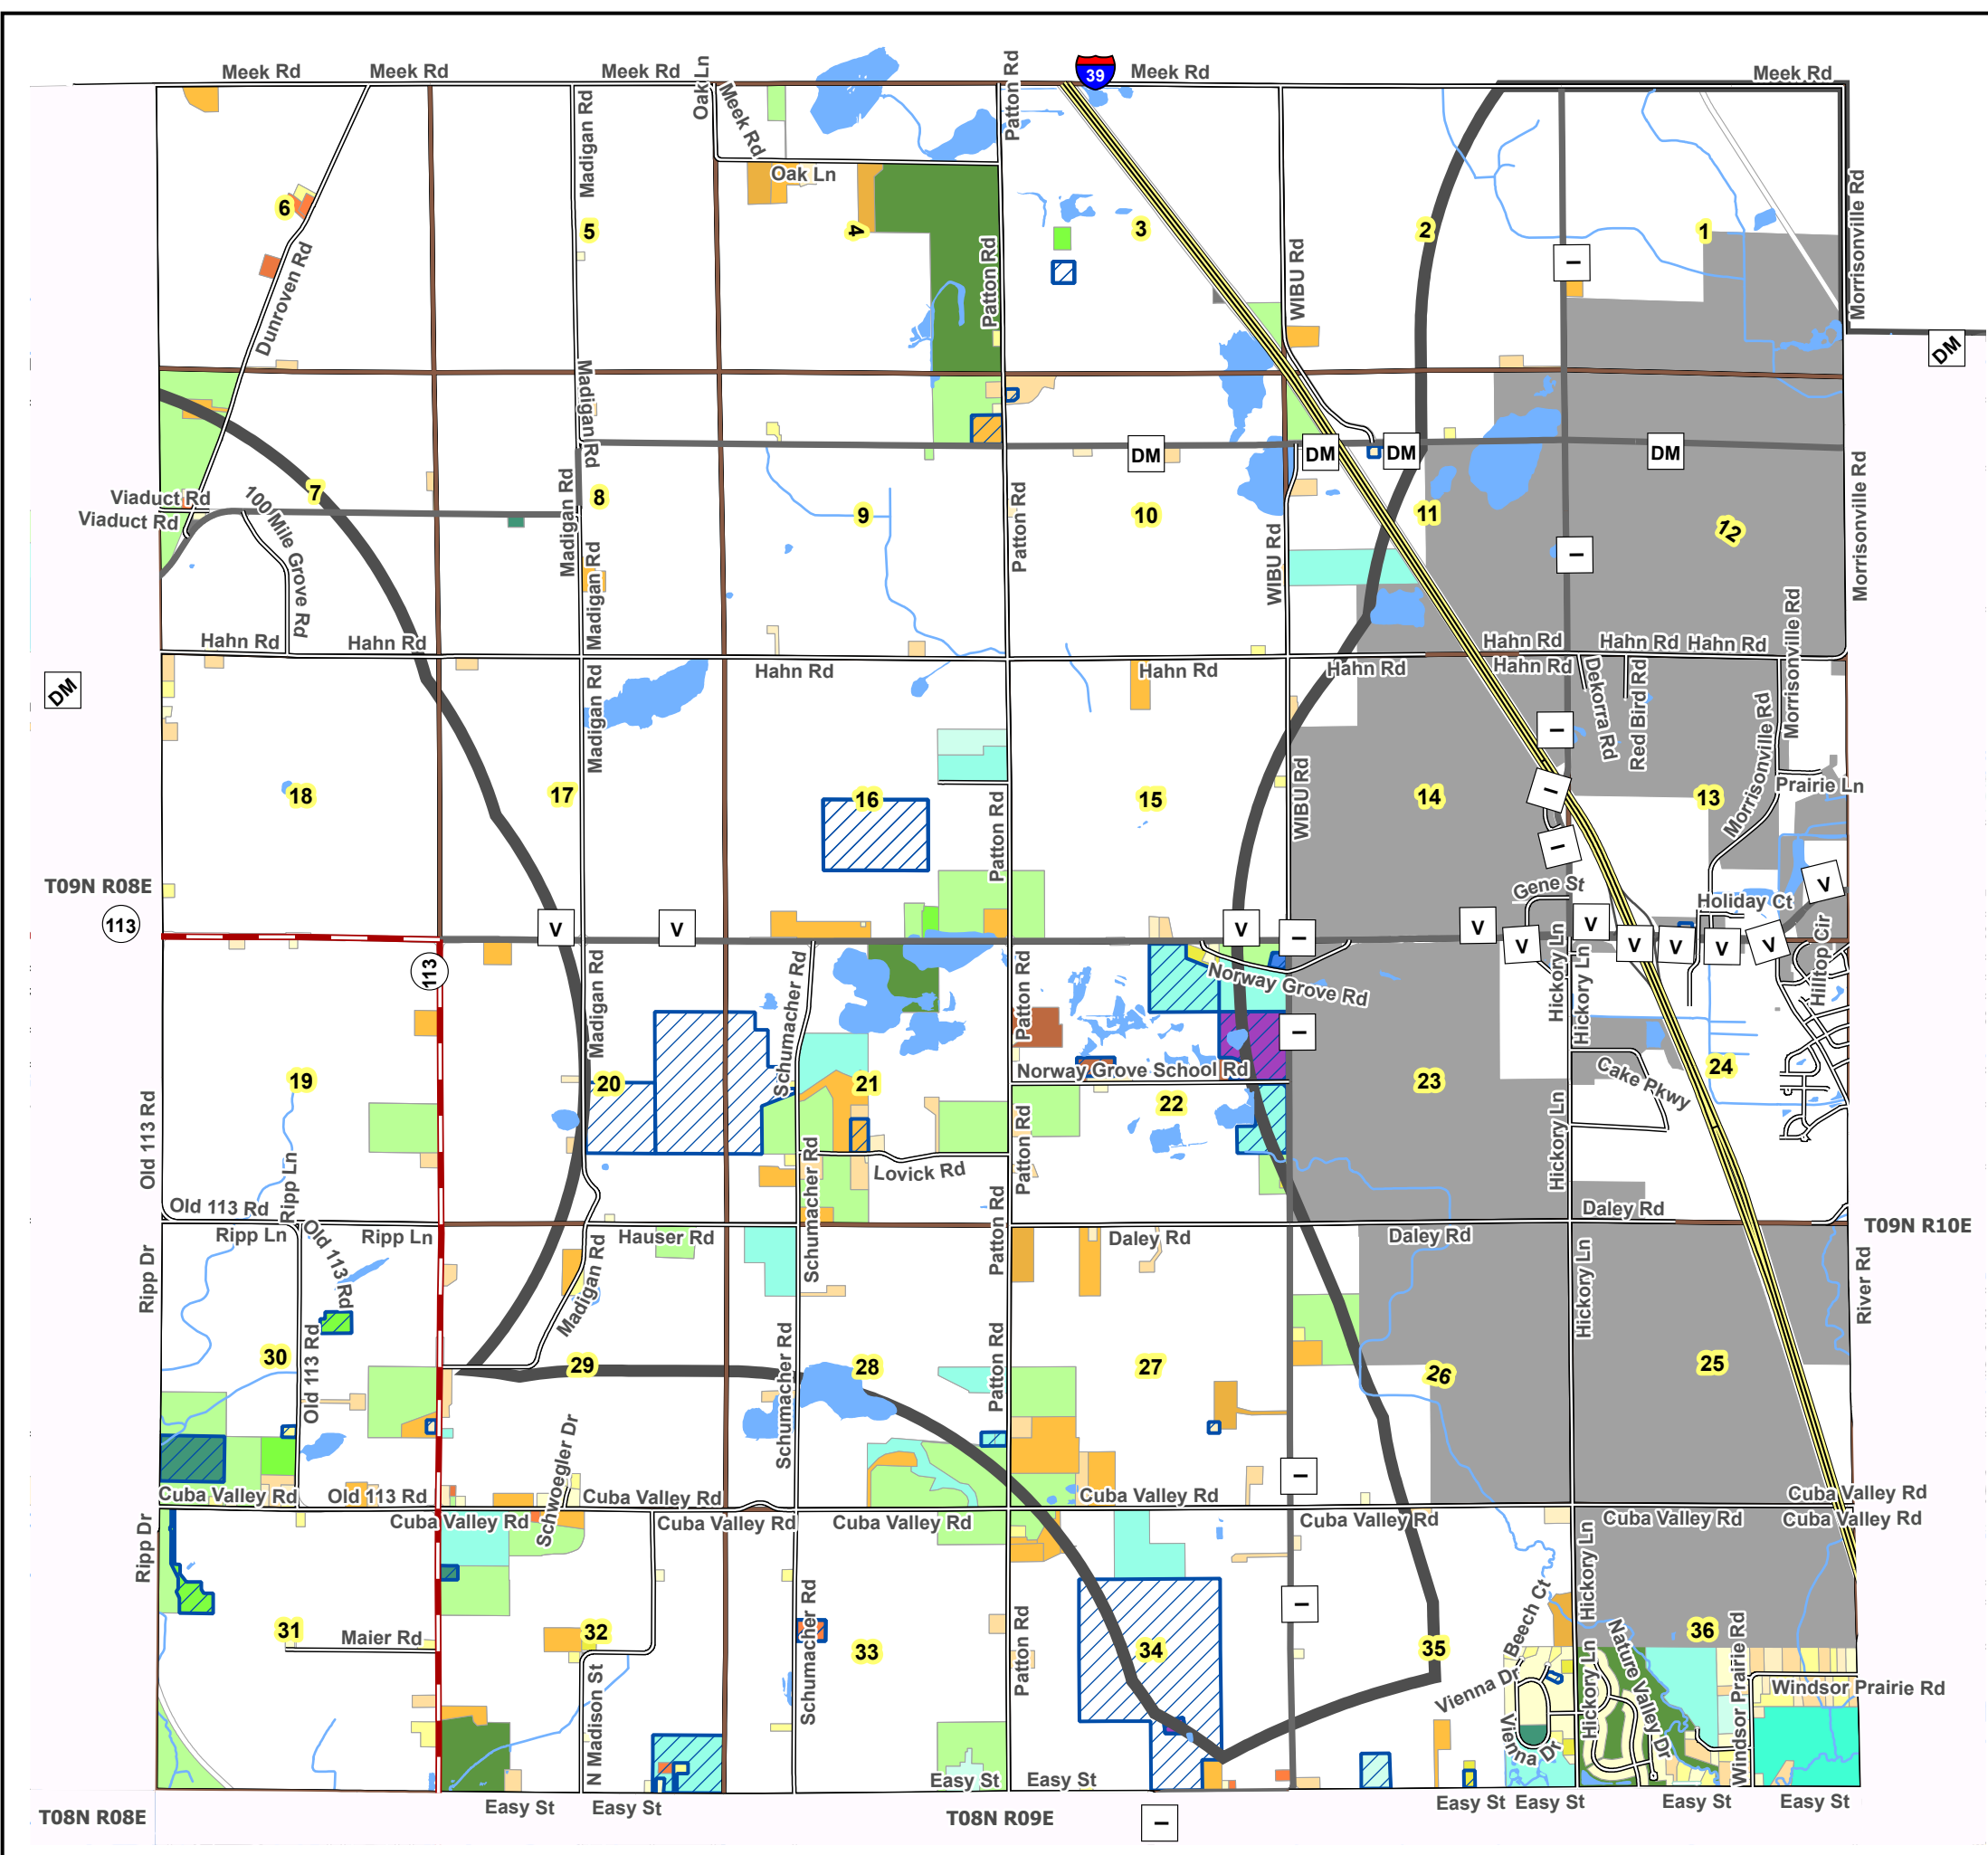 Meek Rd
Meek Rd
Meek Rd
Oak Ln
Meek Rd
Patton Rd
39
Meek Rd
Meek Rd
Madigan Rd
Oak Ln
6
5
4
3
2
1
Dunroven Rd
Patton Rd
WIBU Rd
I
Morrisonville Rd
DM
Madigan Rd
DM
DM
DM
DM
7
8
9
10
11
12
Viaduct Rd
Viaduct Rd
100 Mile Grove Rd
Madigan Rd
Madigan Rd
Patton Rd
WIBU Rd
I
Morrisonville Rd
Hahn Rd
Hahn Rd
Hahn Rd
Hahn Rd
Hahn Rd
Hahn Rd
Hahn Rd
Hahn Rd
Hahn Rd
DM
Madigan Rd
Dekorra Rd
Red Bird Rd
Morrisonville Rd
Morrisonville Rd
I
I
I
Prairie Ln
18
17
16
15
14
13
Patton Rd
WIBU Rd
T09N R08E
113
Gene St
Holiday Ct
V
V
V
V
I
V
V
V
V
V
V
V
113
Madigan Rd
Schumacher Rd
Patton Rd
Norway Grove Rd
Hickory Ln
Hickory Ln
Hilltop Cir
I
Norway Grove School Rd
Cake Pkwy
19
20
21
22
23
24
Old 113 Rd
Ripp Ln
Schumacher Rd
Lovick Rd
Patton Rd
Hickory Ln
Old 113 Rd
Ripp Ln
Ripp Ln
Old 113 Rd
Hauser Rd
Patton Rd
Daley Rd
Daley Rd
Daley Rd
T09N R10E
Ripp Dr
Madigan Rd
Hickory Ln
River Rd
30
29
28
27
26
25
Old 113 Rd
Schumacher Rd
Patton Rd
Schwoegler Dr
I
Cuba Valley Rd
Old 113 Rd
Cuba Valley Rd
Cuba Valley Rd
Cuba Valley Rd
Cuba Valley Rd
Cuba Valley Rd
Cuba Valley Rd
Cuba Valley Rd
Cuba Valley Rd
Cuba Valley Rd
Ripp Dr
Hickory Ln
Beech Ct
I
31
Maier Rd
32
Schumacher Rd
33
Patton Rd
34
35
36
Vienna Dr
Vienna Dr
Hickory Ln
Nature Valley Dr
Windsor Prairie Rd
Windsor Prairie Rd
N Madison St
Easy St
Easy St
Easy St
Easy St
Easy St
Easy St
Easy St
Easy St
T08N R08E
T08N R09E
I